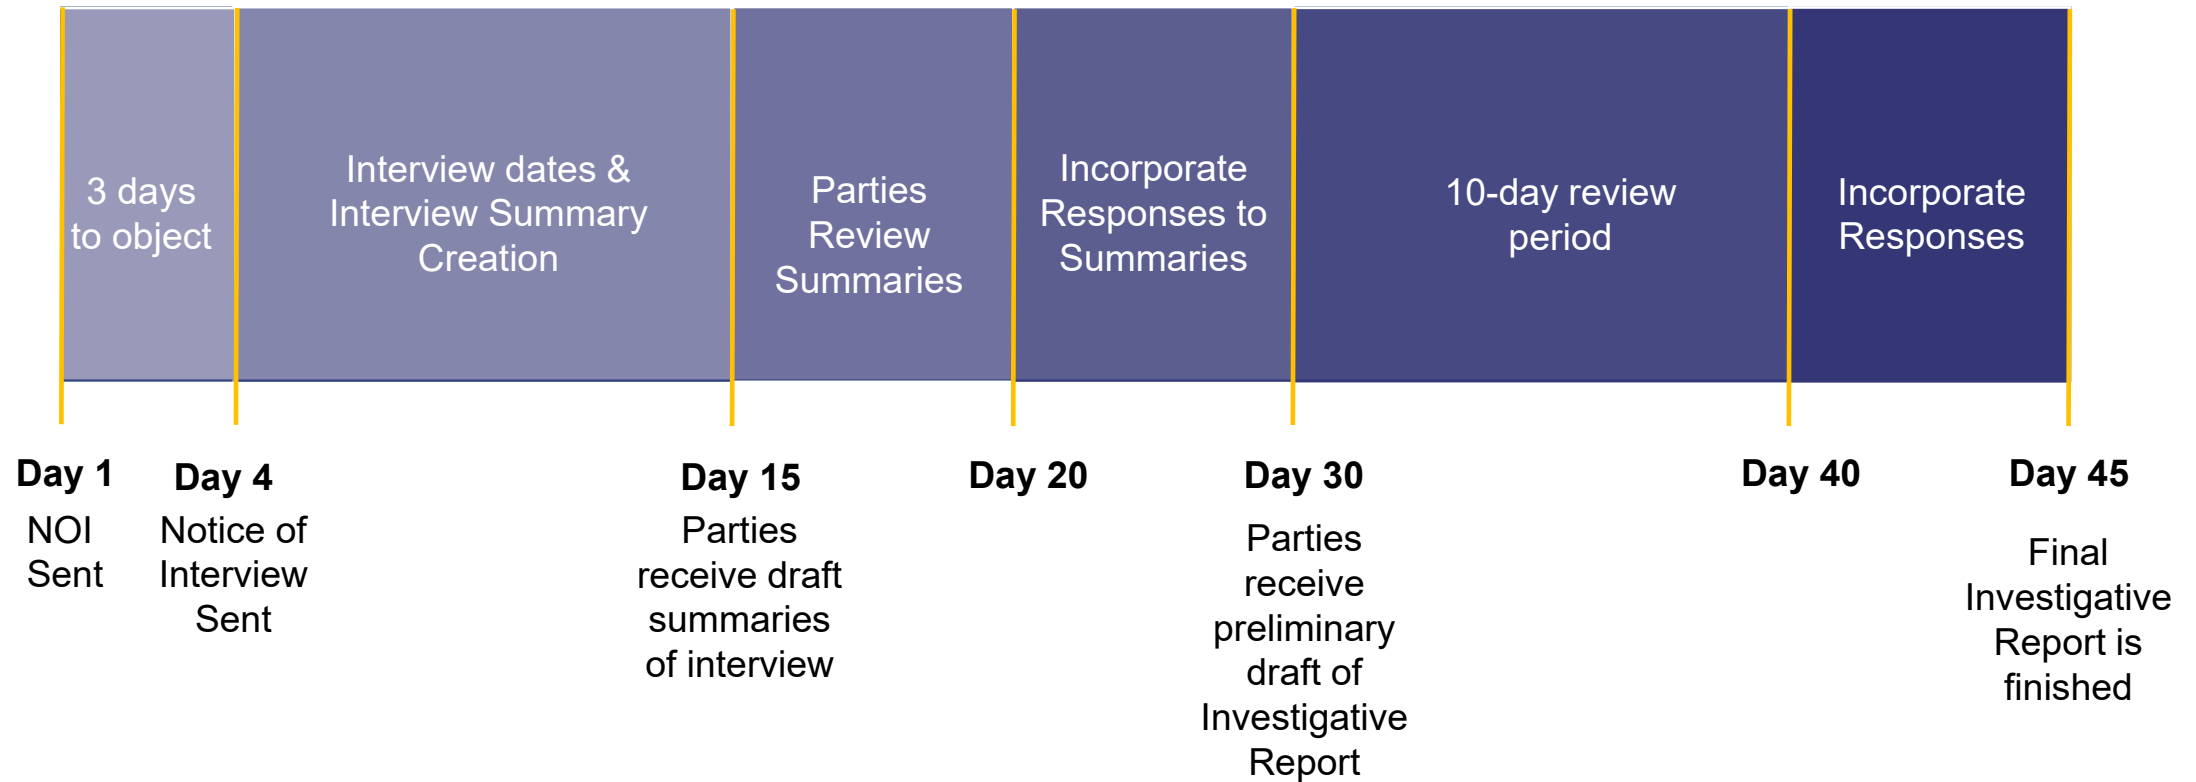 3 days
to object
Interview dates &
Interview Summary
Creation
Parties
Review
Summaries
Incorporate
Responses to
Summaries
10-day review
period
Incorporate
Responses
Day 1
NOI
Sent
Day 4
Notice of
Interview
Sent
Day 15
Parties
receive draft
summaries
of interview
Day 20
Day 30
Parties
receive
preliminary
draft of
Investigative
Report
Day 40
Day 45
Final
Investigative
Report is
finished